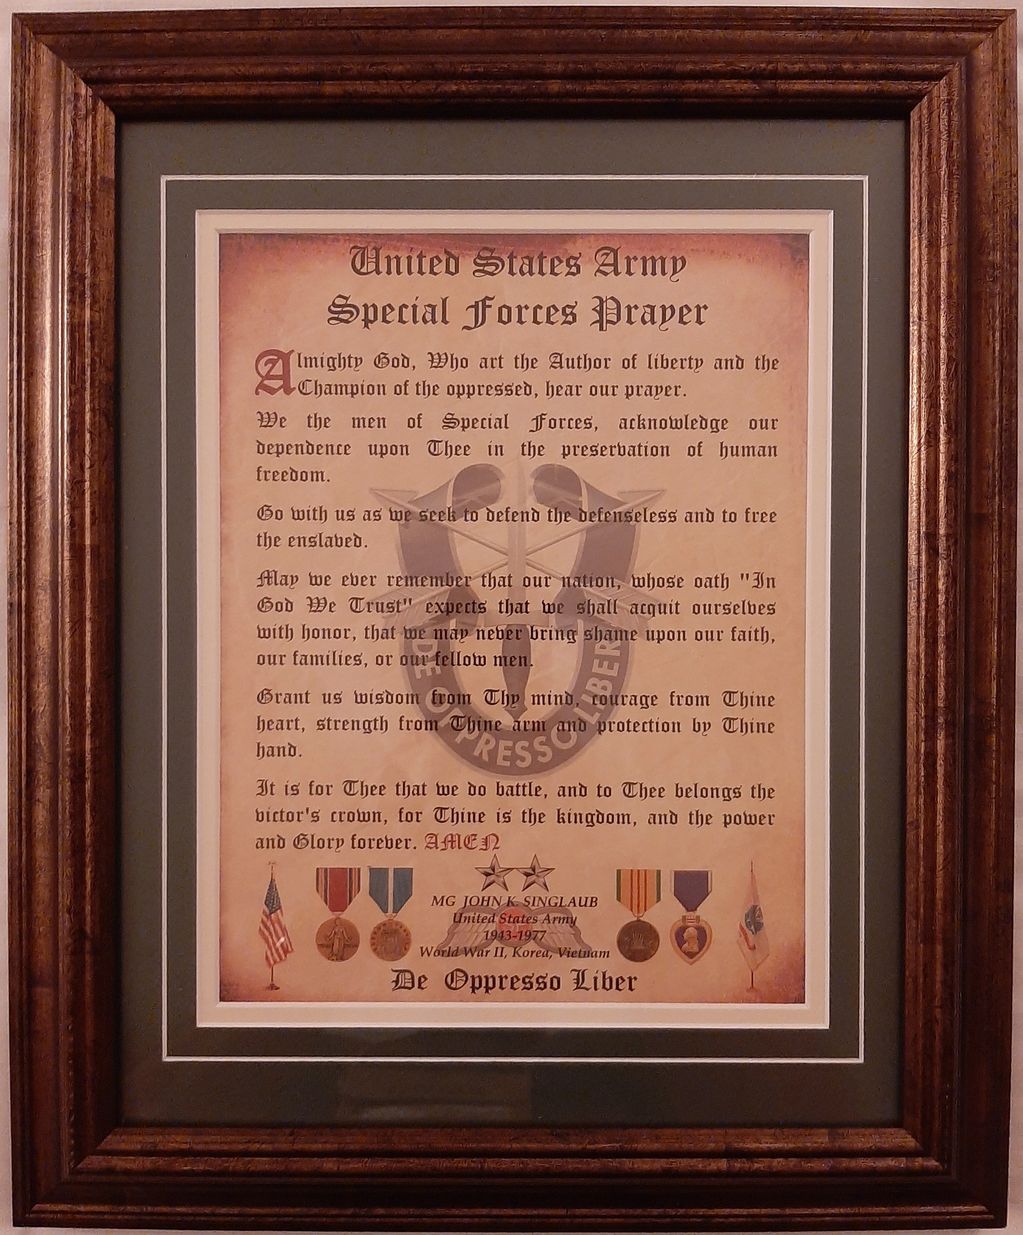 United States Army
Special Forces Prayer
Almighty God, Who art the Author of liberty and the
Champion of the oppressed, hear our prayer.
We the men of Special Forces, acknowledge our
dependence upon Thee in the preservation of human
freedom.
Go with us as we seek to defend the defenseless and to free
the enslaved.
May we ever remember that our nation, whose oath "In
God We Trust" expects that we shall acquit ourselves
with honor, that we may never bring shame upon our faith,
our families, or our fellow men.
Grant us wisdom from Thy mind, courage from Thine
heart, strength from Thine arm and protection by Thine
hand.
It is for Thee that we do battle, and to Thee belongs the
victor's crown, for Thine is the kingdom, and the power
and Glory forever. AMEN
DE OPPRESSO LIBER
MG JOHN K. SINGLAUB
United States Army
1943-1977
World War II, Korea, Vietnam
De Oppresso Liber